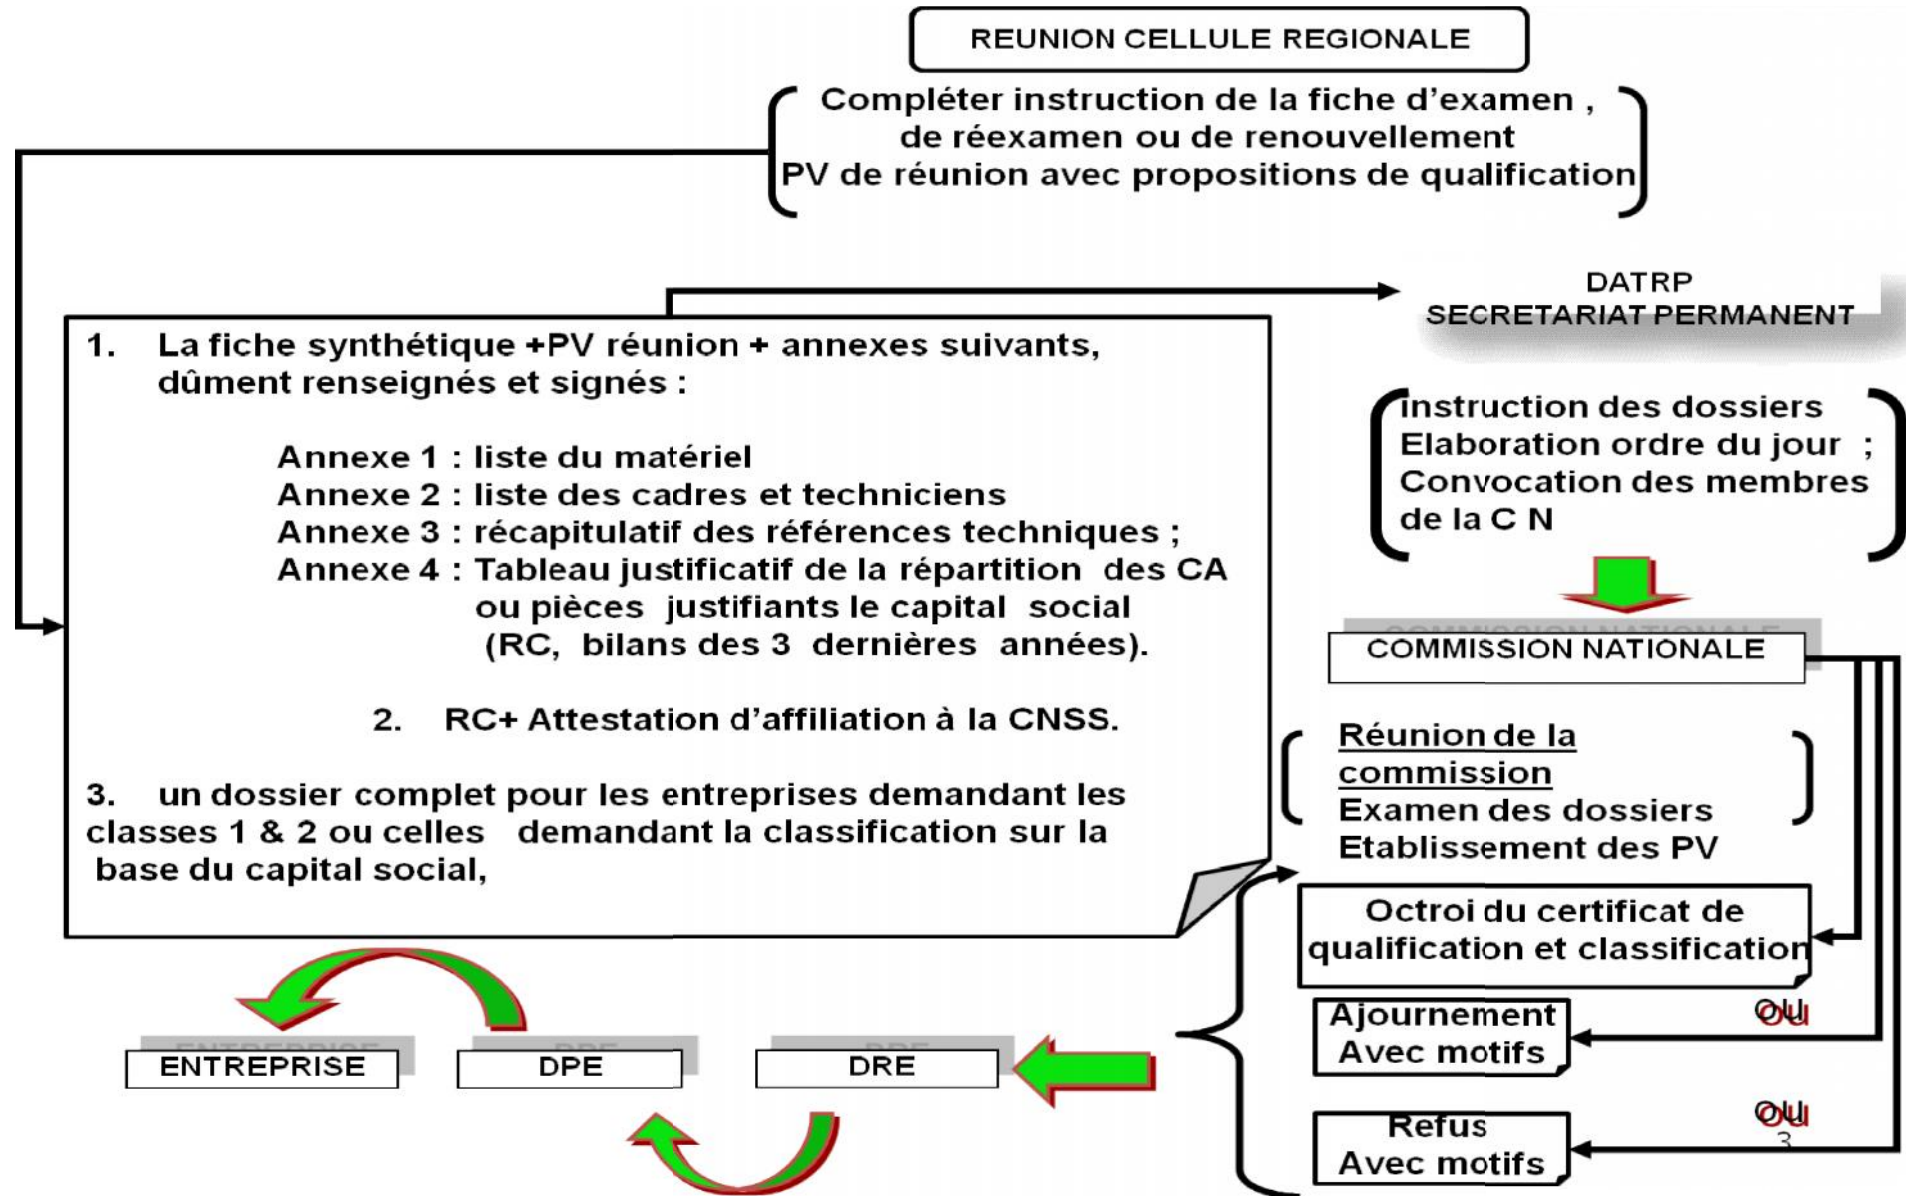 REUNION CELLULE REGIONALE
Compléter instruction de la fiche d’examen ,
de réexamen ou de renouvellement
PV de réunion avec propositions de qualification
DATRP
SECRETARIAT PERMANENT
1. La fiche synthétique +PV réunion + annexes suivants,
dûment renseignés et signés :
Annexe 1 : liste du matériel
Annexe 2 : liste des cadres et techniciens
Annexe 3 : récapitulatif des références techniques ;
Annexe 4 : Tableau justificatif de la répartition des CA
ou pièces justifiants le capital social
(RC, bilans des 3 dernières années).
2. RC+ Attestation d’affiliation à la CNSS.
3. un dossier complet pour les entreprises demandant les
classes 1 & 2 ou celles demandant la classification sur la
base du capital social,
instruction des dossiers
Elaboration ordre du jour ;
Convocation des membres
de la C N
COMMISSION NATIONALE
Réunion de la
commission
Examen des dossiers
Etablissement des PV
Octroi du certificat de
qualification et classification
ou
Ajournement
Avec motifs
ou
Refus
Avec motifs
3
DRE
DPE
ENTREPRISE